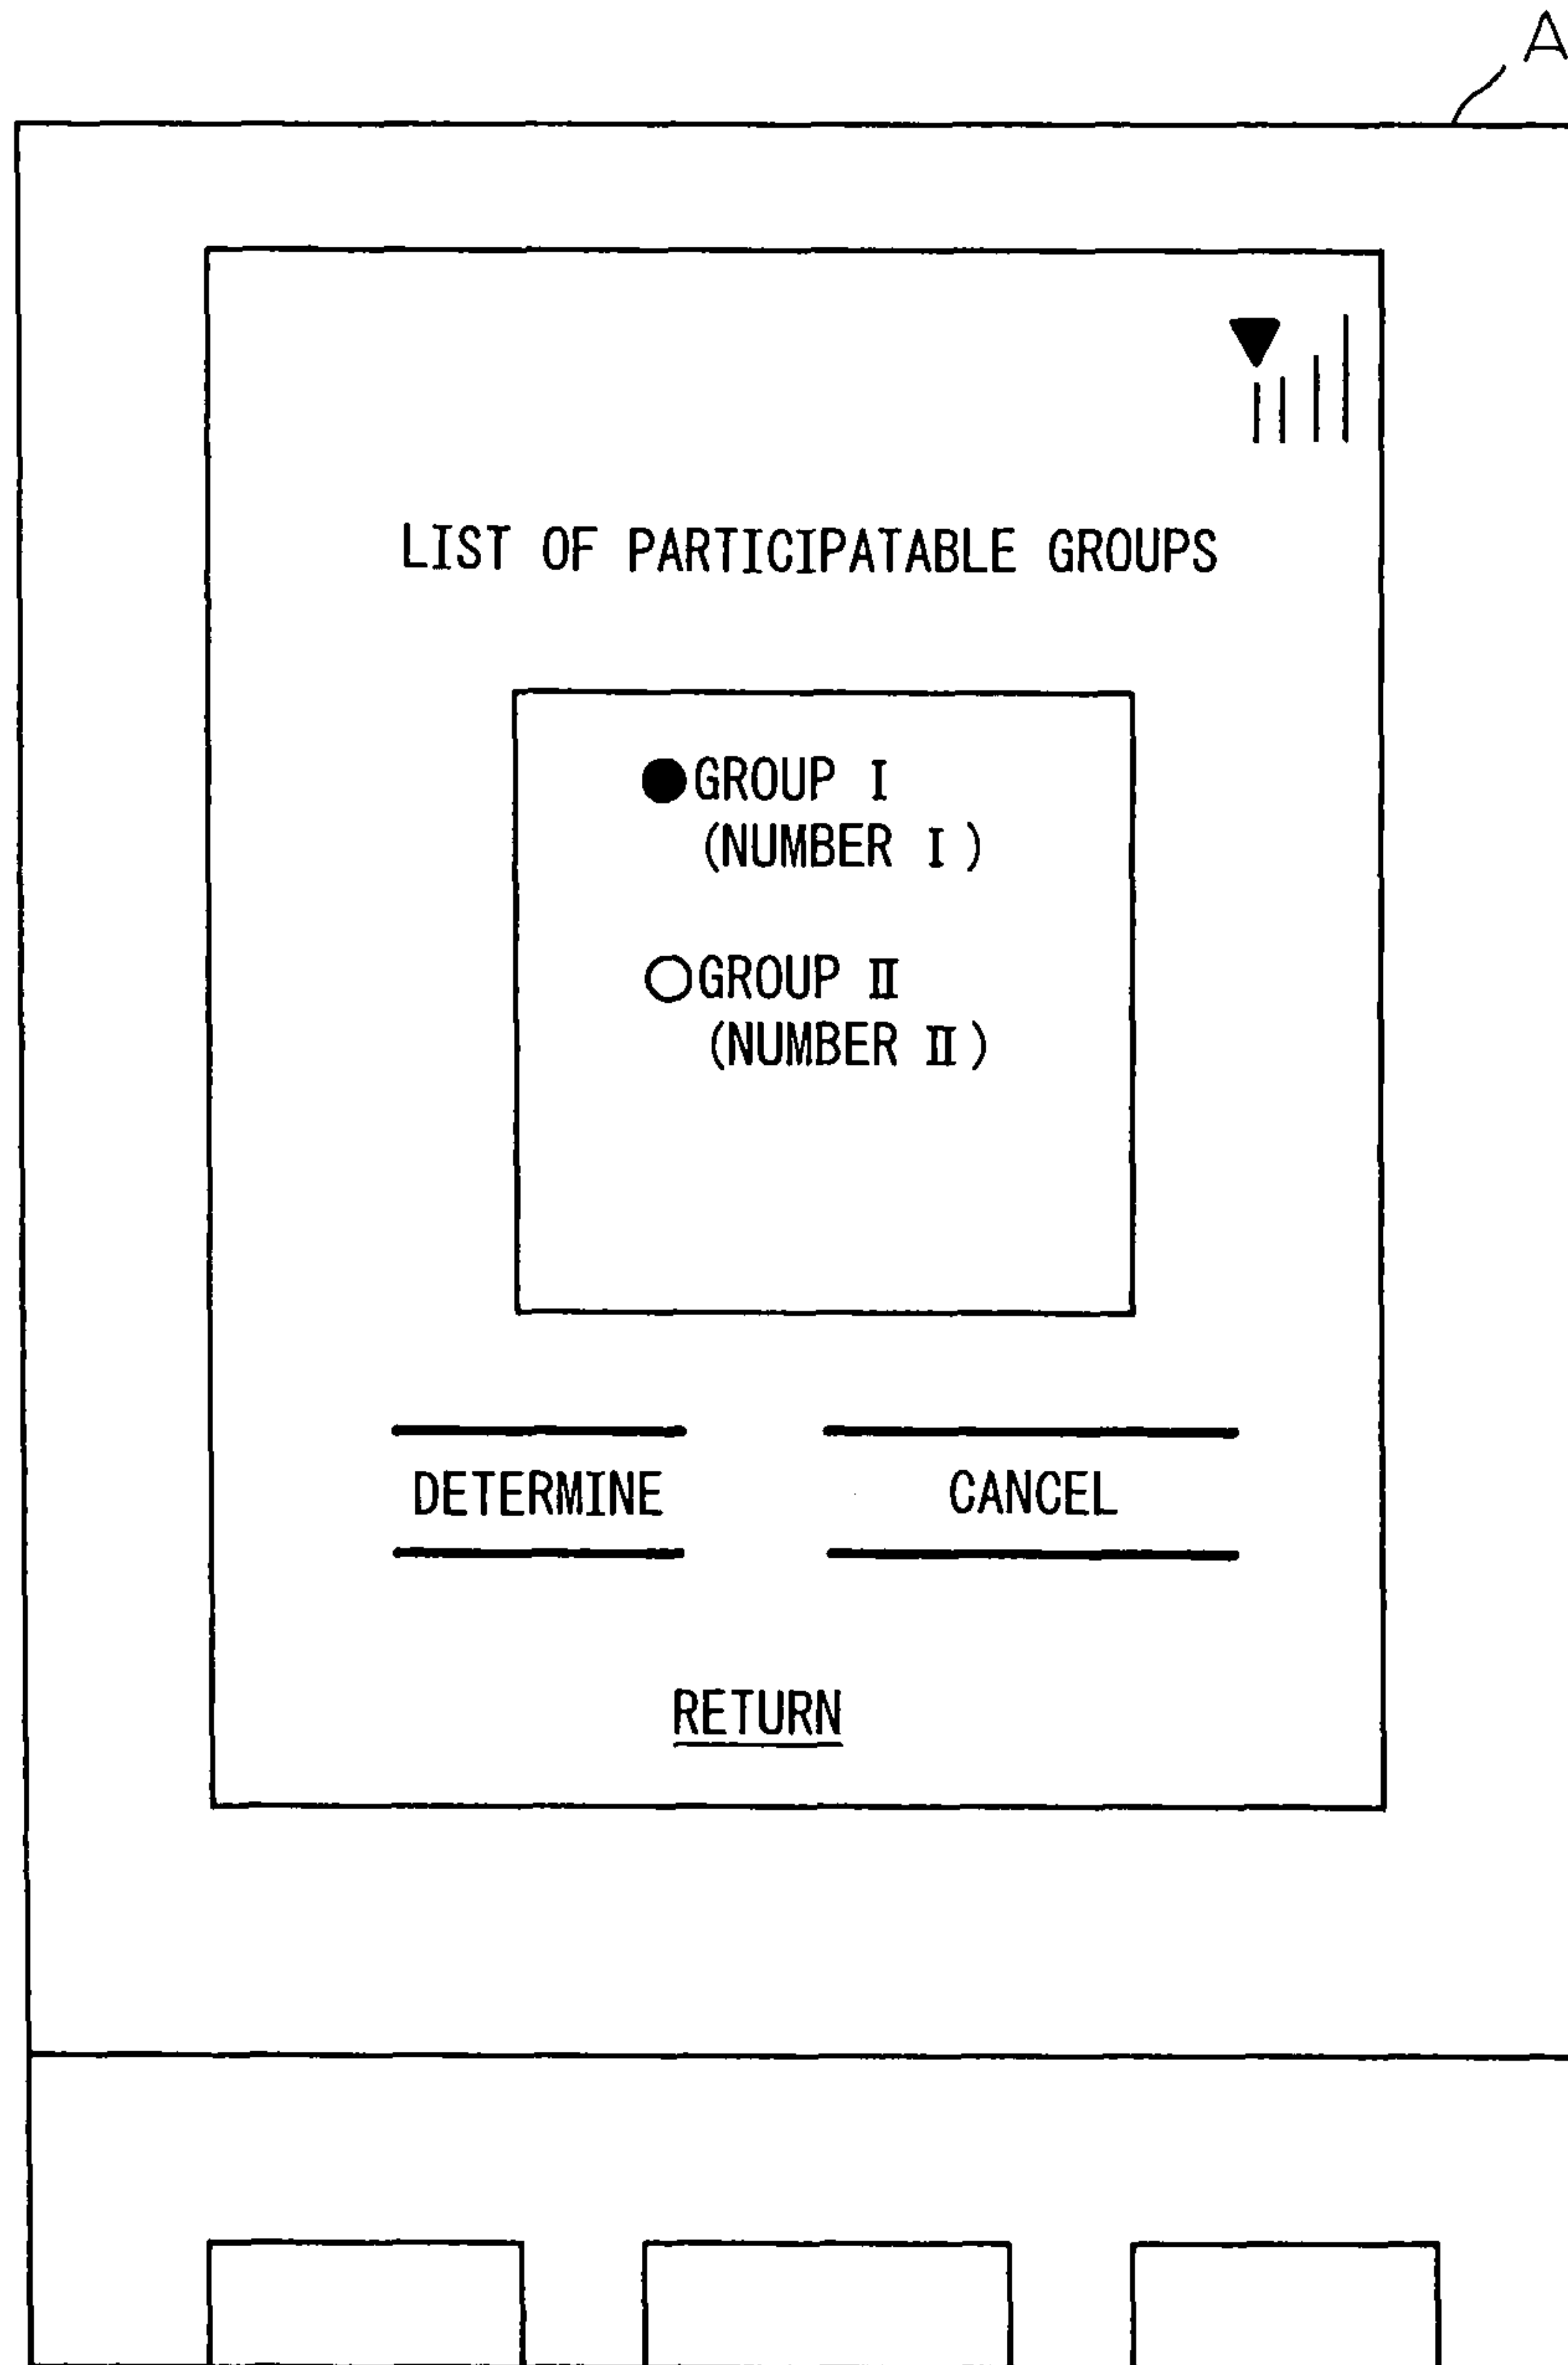 A
LIST OF PARTICIPATABLE GROUPS
●GROUP I
(NUMBER I)
○GROUP II
(NUMBER II)
DETERMINE CANCEL
RETURN